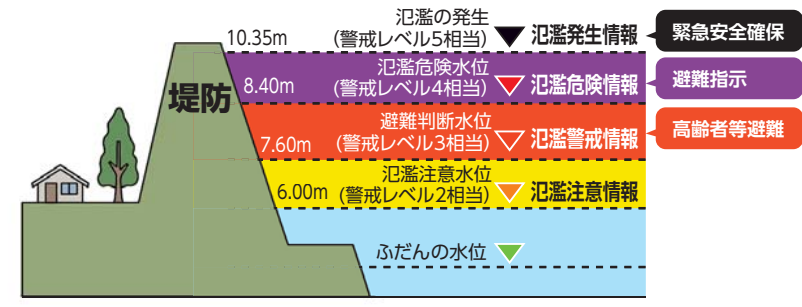 氾濫の発生
10.35m (警戒レベル5相当) 氾濫発生情報 緊急安全確保
氾濫危険水位
8.40m (警戒レベル4相当) 氾濫危険情報 避難指示
堤防
避難判断水位
7.60m (警戒レベル3相当) 氾濫警戒情報 高齢者等避難
氾濫注意水位
6.00m (警戒レベル2相当) 氾濫注意情報
ふだんの水位